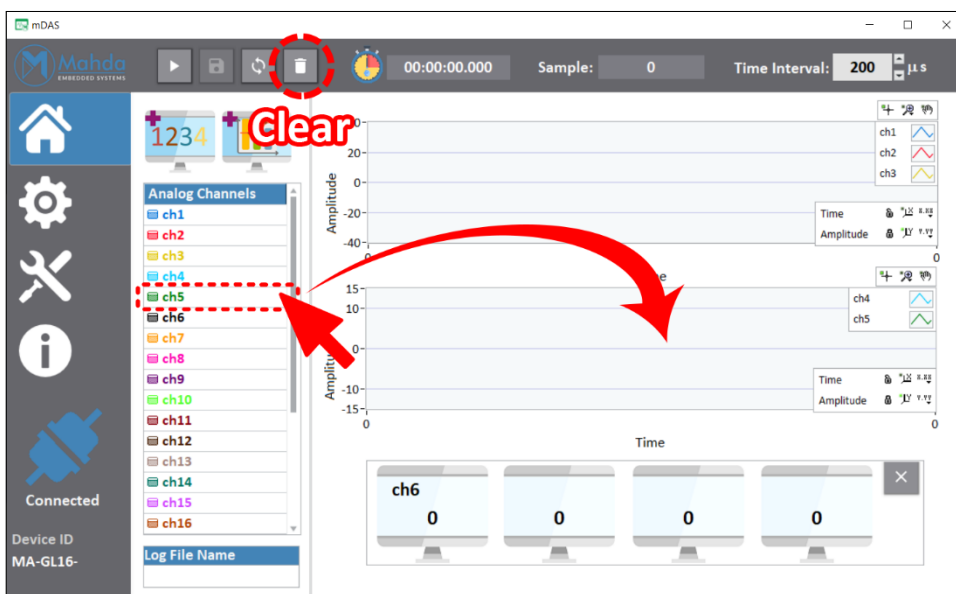 mDAS
Mahda
EMBEDDED SYSTEMS
00:00:00.000
Sample:
0
Time Interval:
200
µs
Clear
1234
Analog Channels
ch1
ch2
ch3
ch4
ch5
ch6
ch7
ch8
ch9
ch10
ch11
ch12
ch13
ch14
ch15
ch16
Log File Name
Connected
Device ID
MA-GL16-
20-
0-
-20-
-40-
Amplitude
0
0
ch1
ch2
ch3
Time
Amplitude
15-
10-
0-
-10-
-15-
0
0
Time
ch4
ch5
Time
Amplitude
ch6
0
0
0
0